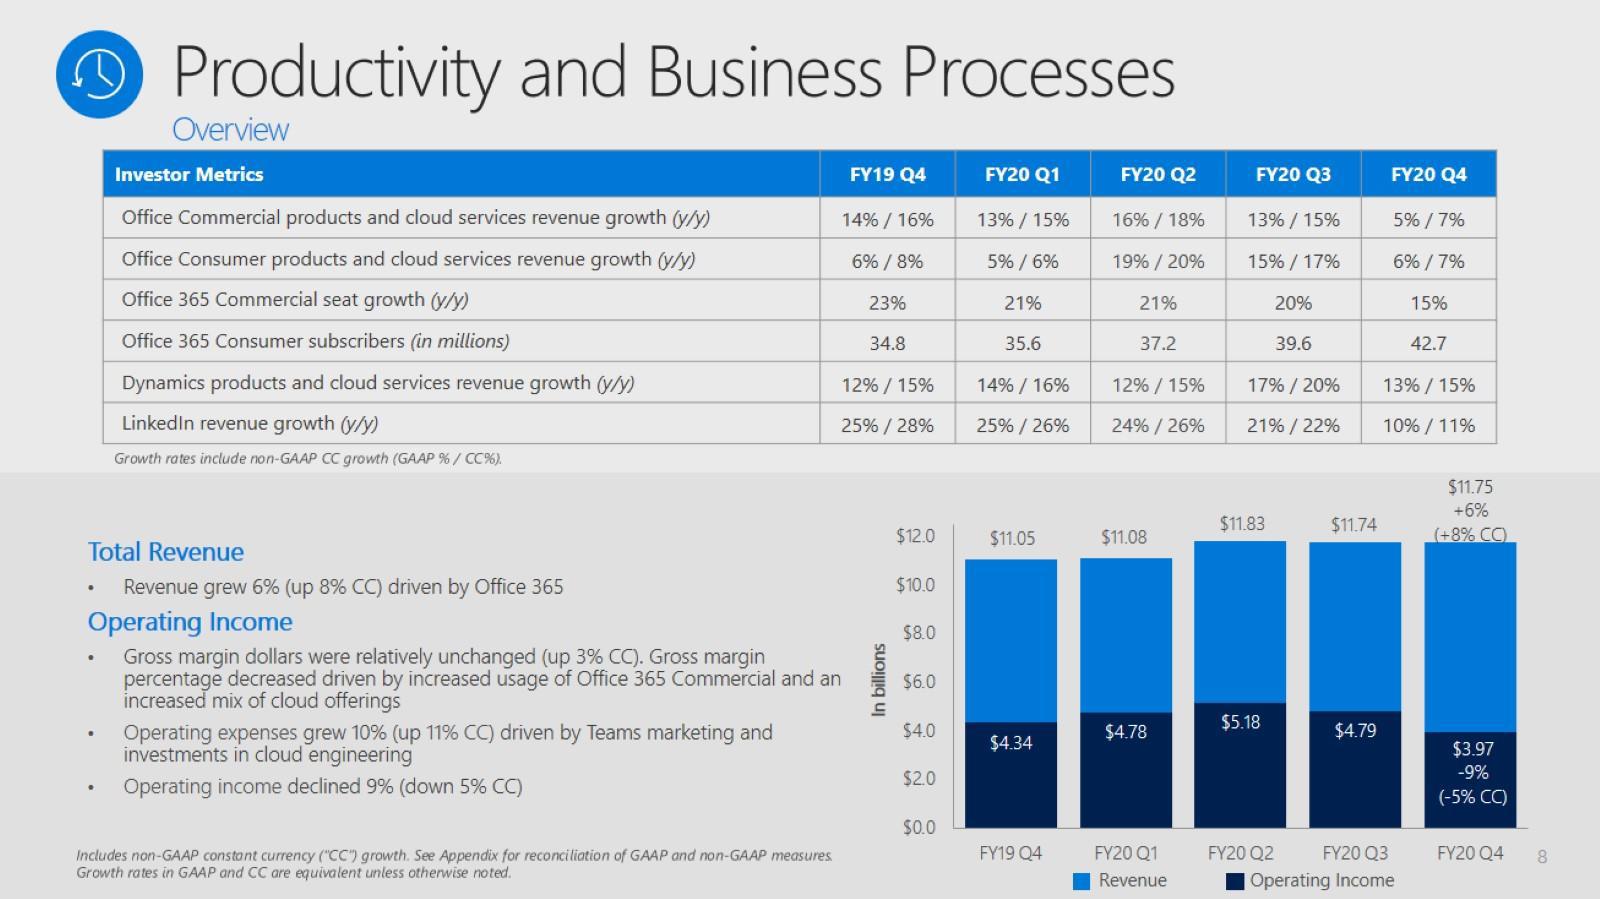 Productivity and Business Processes
Overview
Investor Metrics FY19 Q4 FY20 Q1 FY20 Q2 FY20 Q3 FY20 Q4
Office Commercial products and cloud services revenue growth (y/y) 14% / 16% 13% / 15% 16% / 18% 13% / 15% 5% / 7%
Office Consumer products and cloud services revenue growth (y/y) 6% / 8% 5% / 6% 19% / 20% 15% / 17% 6% / 7%
Office 365 Commercial seat growth (y/y) 23% 21% 21% 20% 15%
Office 365 Consumer subscribers (in millions) 34.8 35.6 37.2 39.6 42.7
Dynamics products and cloud services revenue growth (y/y) 12% / 15% 14% / 16% 12% / 15% 17% / 20% 13% / 15%
LinkedIn revenue growth (y/y) 25% / 28% 25% / 26% 24% / 26% 21% / 22% 10% / 11%
Growth rates include non-GAAP CC growth (GAAP % / CC%).
Total Revenue
• Revenue grew 6% (up 8% CC) driven by Office 365
Operating Income
• Gross margin dollars were relatively unchanged (up 3% CC). Gross margin
percentage decreased driven by increased usage of Office 365 Commercial and an
increased mix of cloud offerings
• Operating expenses grew 10% (up 11% CC) driven by Teams marketing and
investments in cloud engineering
• Operating income declined 9% (down 5% CC)
Includes non-GAAP constant currency ("CC") growth. See Appendix for reconciliation of GAAP and non-GAAP measures.
Growth rates in GAAP and CC are equivalent unless otherwise noted.
In billions
$12.0
$10.0
$8.0
$6.0
$4.0
$2.0
$0.0
$11.05 $11.08 $11.83 $11.74 $11.75
+6%
(+8% CC)
$4.34 $4.78 $5.18 $4.79 $3.97
-9%
(-5% CC)
FY19 Q4 FY20 Q1 FY20 Q2 FY20 Q3 FY20 Q4
Revenue Operating Income
8